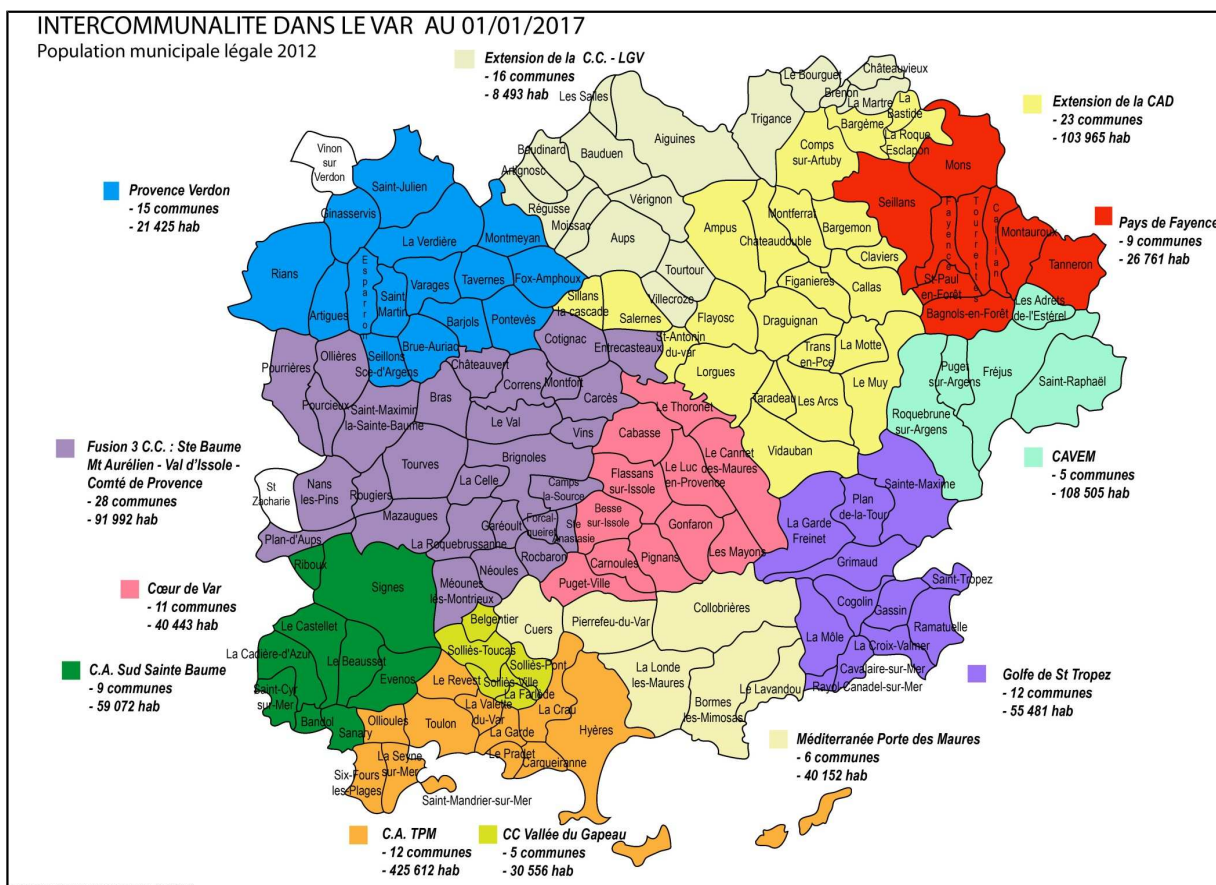 INTERCOMMUNALITE DANS LE VAR AU 01/01/2017
Population municipale légale 2012
Extension de la C.C. - LGV
- 16 communes
- 8 493 hab
Extension de la CAD
- 23 communes
- 103 965 hab
Provence Verdon
- 15 communes
- 21 425 hab
Pays de Fayence
- 9 communes
- 26 761 hab
Fusion 3 C.C. : Ste Baume
Mt Aurélien - Val d'Issole -
Comté de Provence
- 28 communes
- 91 992 hab
CAVEM
- 5 communes
- 108 505 hab
Cœur de Var
- 11 communes
- 40 443 hab
C.A. Sud Sainte Baume
- 9 communes
- 59 072 hab
Golfe de St Tropez
- 12 communes
- 55 481 hab
Méditerranée Porte des Maures
- 6 communes
- 40 152 hab
C.A. TPM
- 12 communes
- 425 612 hab
CC Vallée du Gapeau
- 5 communes
- 30 556 hab
Les Salles
Aiguines
Bauduen
Baudinard
Artignosc
Régusse
Moissac
Vérignon
Aups
Tourtour
Villecroze
Trigance
Le Bourguet
Châteauvieux
Brenon
La Martre
La
Bastide
Bargème
La Roque
Esclapon
Comps
sur-Artuby
Ampus
Montferrat
Chateaudouble
Bargemon
Claviers
Callas
Figanieres
Draguignan
Flayosc
Sillans
la cascade
Salernes
St-Antonin
du-var
Lorgues
Trans
en-Pce
La Motte
Le Muy
Taradeau
Les Arcs
Vidauban
Mons
Seillans
Fayence
Tourrettes
Callian
Montauroux
Tanneron
St-Paul
en-Forêt
Bagnols-en-Forêt
Les Adrets
de-l'Estérel
Puget
sur-Argens
Fréjus
Saint-Raphaël
Roquebrune
sur-Argens
Vinon
sur
Verdon
Saint-Julien
Ginasservis
Rians
La Verdière
Montmeyan
Esparron
Artigues
Saint
Martin
Varages
Tavernes
Fox-Amphoux
Barjols
Pontevès
Brue-Auriac
Seillons
Sce-d'Argens
Pourrières
Ollières
Pourcieux
Saint-Maximin
la-Sainte-Baume
Bras
Châteauvert
Correns
Cotignac
Entrecasteaux
Montfort
Carcès
Le Val
Vins
Brignoles
Tourves
La Celle
Camps
la-Source
St
Zacharie
Nans
les-Pins
Rougiers
Mazaugues
Plan-d'Aups
La Roquebrussanne
Garéoult
Forcal-
queiret
Ste
Anastasie
Rocbaron
Néoules
Méounes
lès-Montrieux
Le Thoronet
Cabasse
Le Cannet
des-Maures
Le Luc
en-Provence
Flassans
sur-Issole
Besse
sur-Issole
Gonfaron
Les Mayons
Pignans
Carnoules
Puget-Ville
Riboux
Signes
Le Castellet
La Cadière-d'Azur
Le Beausset
Evenos
Saint-Cyr
sur-Mer
Bandol
Sanary
Belgentier
Solliès-Toucas
Solliès-Pont
Solliès-Ville
La Farlède
Cuers
Pierrefeu-du-Var
Collobrières
La Londe
les-Maures
Bormes
les-Mimosas
Le Lavandou
Le Revest
Ollioules
Toulon
La Valette
du-Var
La Garde
La Crau
Hyères
Le Pradet
Carqueiranne
La Seyne
sur-Mer
Six-Fours
les-Plages
Saint-Mandrier-sur-Mer
Sainte-Maxime
Plan
de-la-Tour
La Garde
Freinet
Grimaud
Saint-Tropez
Cogolin
Gassin
Ramatuelle
La Môle
La Croix-Valmer
Cavalaire-sur-Mer
Rayol-Canadel-sur-Mer